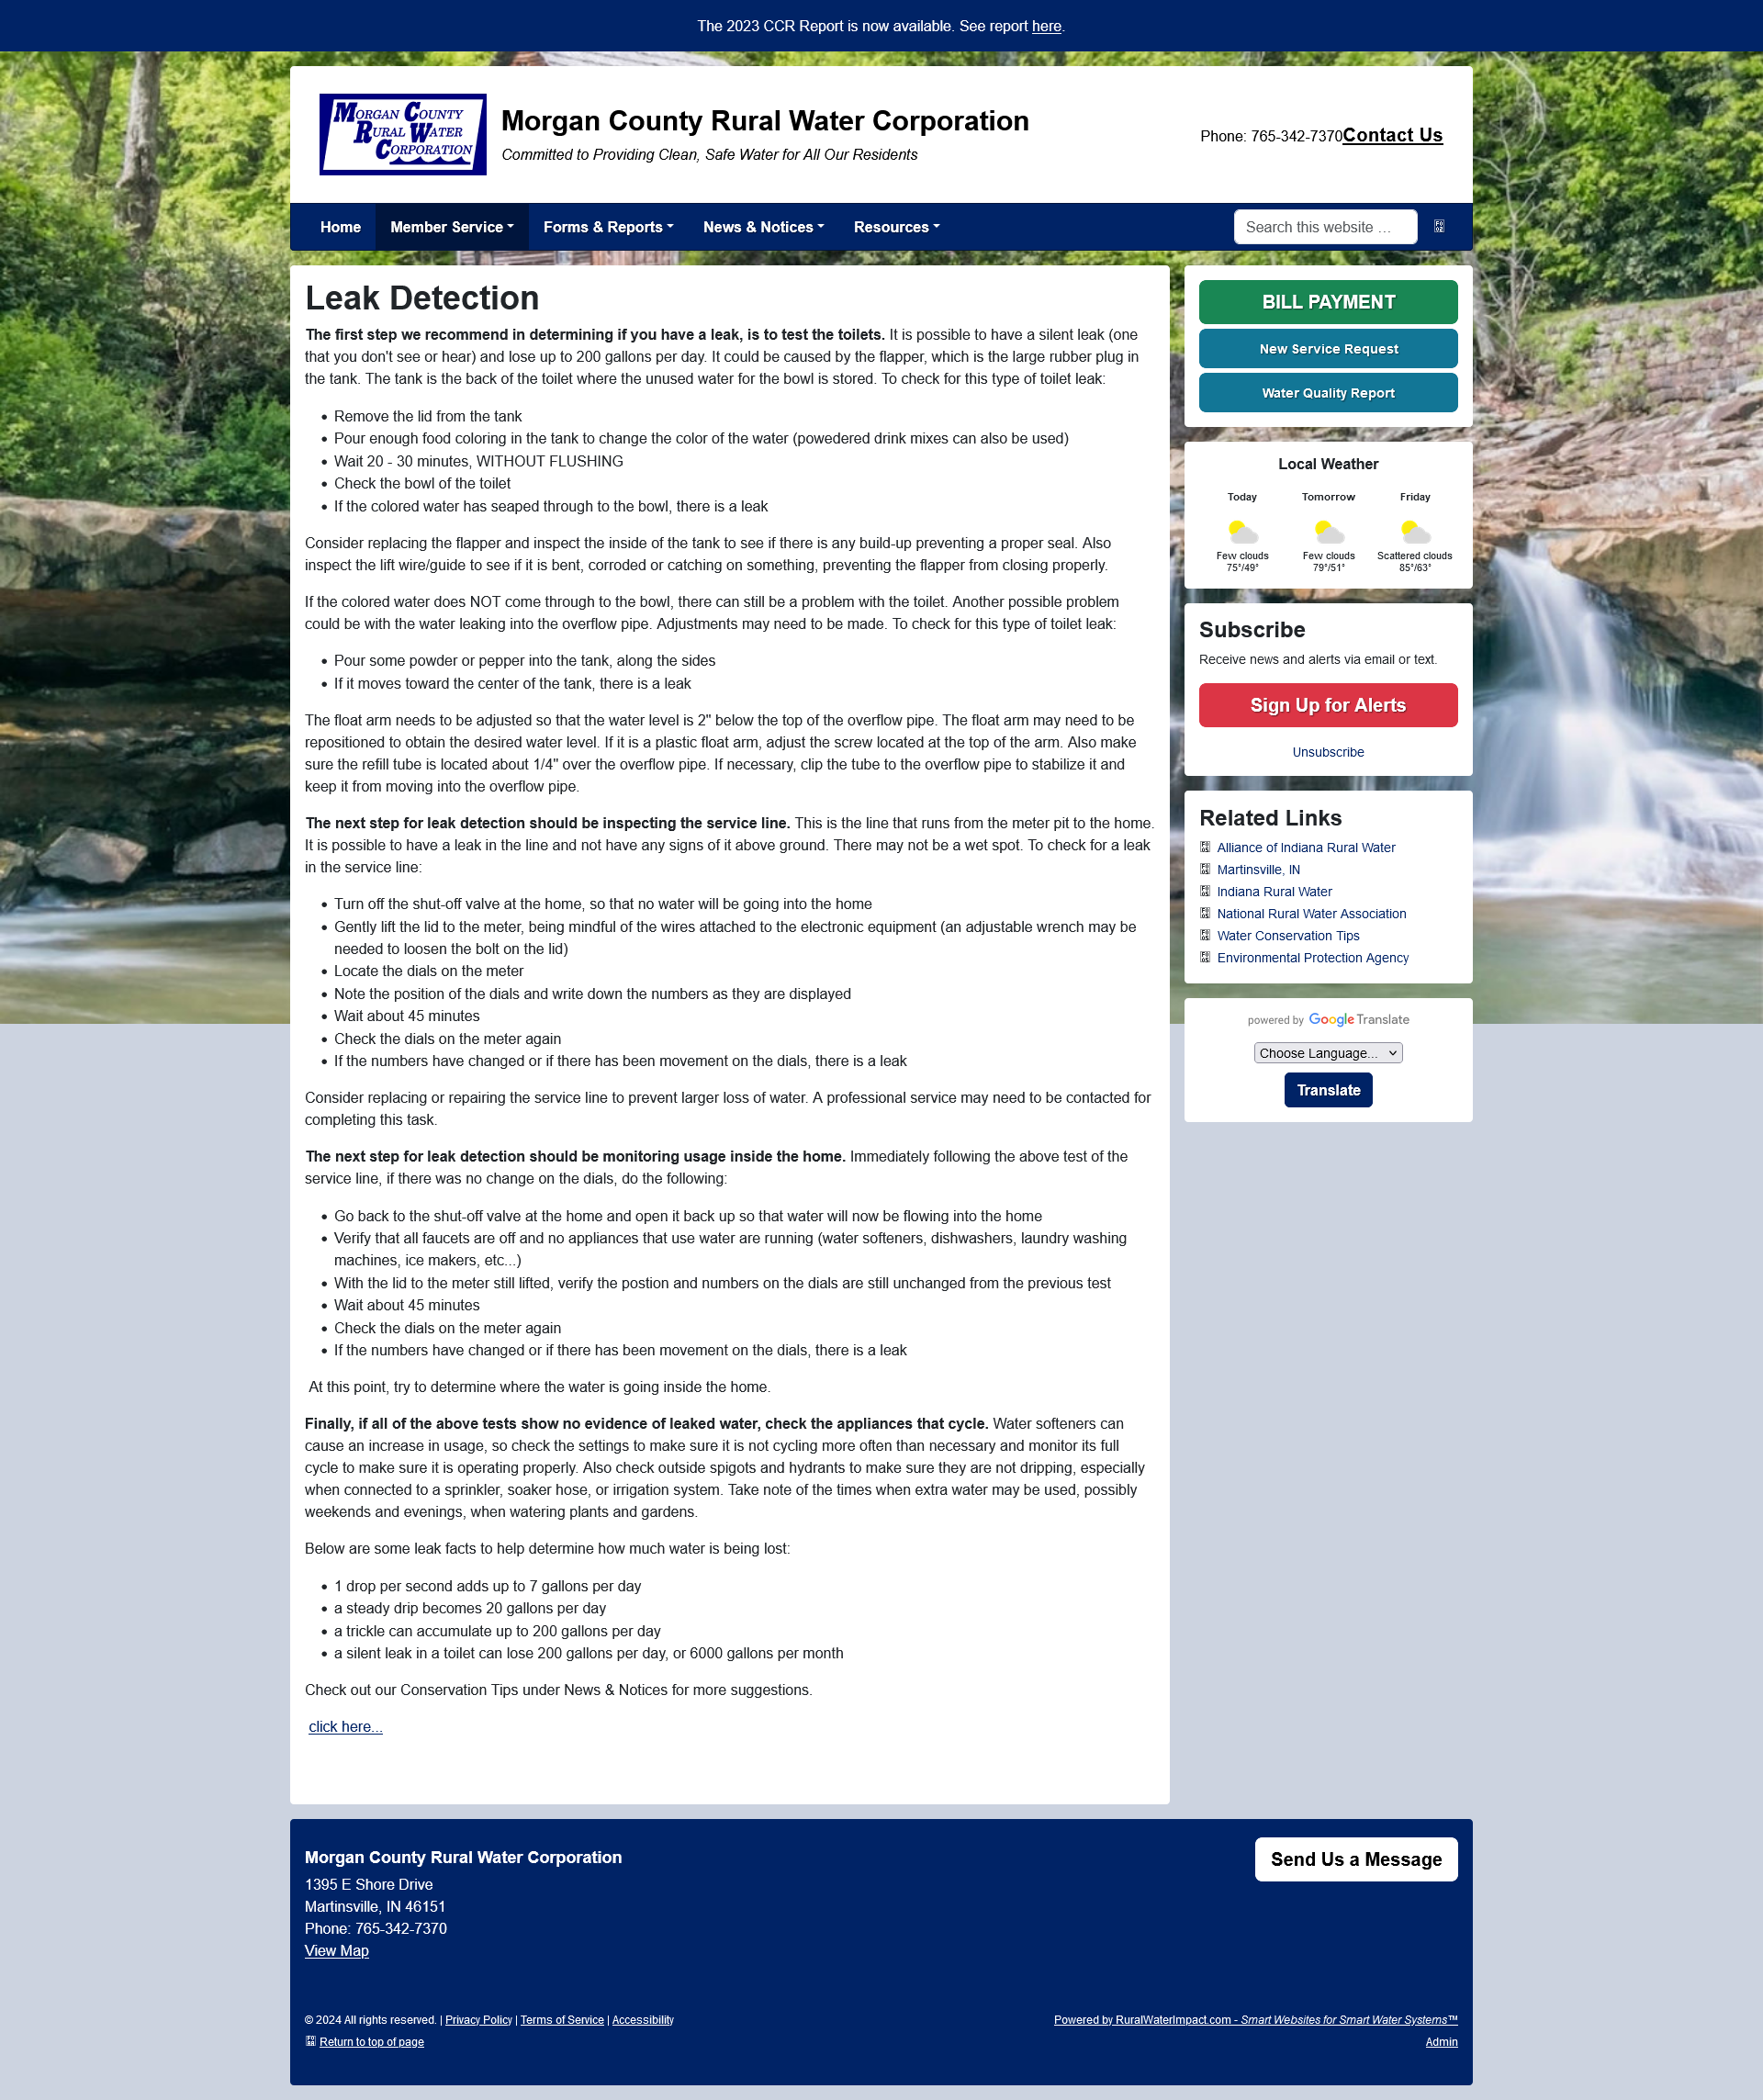 The 2023 CCR Report is now available. See report here.
MORGAN COUNTY
RURAL WATER
CORPORATION
Morgan County Rural Water Corporation
Committed to Providing Clean, Safe Water for All Our Residents
Phone: 765-342-7370Contact Us
Home Member Service Forms & Reports News & Notices Resources Search this website …
Leak Detection
The first step we recommend in determining if you have a leak, is to test the toilets. It is possible to have a silent leak (one
that you don't see or hear) and lose up to 200 gallons per day. It could be caused by the flapper, which is the large rubber plug in
the tank. The tank is the back of the toilet where the unused water for the bowl is stored. To check for this type of toilet leak:
• Remove the lid from the tank
• Pour enough food coloring in the tank to change the color of the water (powedered drink mixes can also be used)
• Wait 20 - 30 minutes, WITHOUT FLUSHING
• Check the bowl of the toilet
• If the colored water has seaped through to the bowl, there is a leak
Consider replacing the flapper and inspect the inside of the tank to see if there is any build-up preventing a proper seal. Also
inspect the lift wire/guide to see if it is bent, corroded or catching on something, preventing the flapper from closing properly.
If the colored water does NOT come through to the bowl, there can still be a problem with the toilet. Another possible problem
could be with the water leaking into the overflow pipe. Adjustments may need to be made. To check for this type of toilet leak:
• Pour some powder or pepper into the tank, along the sides
• If it moves toward the center of the tank, there is a leak
The float arm needs to be adjusted so that the water level is 2" below the top of the overflow pipe. The float arm may need to be
repositioned to obtain the desired water level. If it is a plastic float arm, adjust the screw located at the top of the arm. Also make
sure the refill tube is located about 1/4" over the overflow pipe. If necessary, clip the tube to the overflow pipe to stabilize it and
keep it from moving into the overflow pipe.
The next step for leak detection should be inspecting the service line. This is the line that runs from the meter pit to the home.
It is possible to have a leak in the line and not have any signs of it above ground. There may not be a wet spot. To check for a leak
in the service line:
• Turn off the shut-off valve at the home, so that no water will be going into the home
• Gently lift the lid to the meter, being mindful of the wires attached to the electronic equipment (an adjustable wrench may be
needed to loosen the bolt on the lid)
• Locate the dials on the meter
• Note the position of the dials and write down the numbers as they are displayed
• Wait about 45 minutes
• Check the dials on the meter again
• If the numbers have changed or if there has been movement on the dials, there is a leak
Consider replacing or repairing the service line to prevent larger loss of water. A professional service may need to be contacted for
completing this task.
The next step for leak detection should be monitoring usage inside the home. Immediately following the above test of the
service line, if there was no change on the dials, do the following:
• Go back to the shut-off valve at the home and open it back up so that water will now be flowing into the home
• Verify that all faucets are off and no appliances that use water are running (water softeners, dishwashers, laundry washing
machines, ice makers, etc...)
• With the lid to the meter still lifted, verify the postion and numbers on the dials are still unchanged from the previous test
• Wait about 45 minutes
• Check the dials on the meter again
• If the numbers have changed or if there has been movement on the dials, there is a leak
At this point, try to determine where the water is going inside the home.
Finally, if all of the above tests show no evidence of leaked water, check the appliances that cycle. Water softeners can
cause an increase in usage, so check the settings to make sure it is not cycling more often than necessary and monitor its full
cycle to make sure it is operating properly. Also check outside spigots and hydrants to make sure they are not dripping, especially
when connected to a sprinkler, soaker hose, or irrigation system. Take note of the times when extra water may be used, possibly
weekends and evenings, when watering plants and gardens.
Below are some leak facts to help determine how much water is being lost:
• 1 drop per second adds up to 7 gallons per day
• a steady drip becomes 20 gallons per day
• a trickle can accumulate up to 200 gallons per day
• a silent leak in a toilet can lose 200 gallons per day, or 6000 gallons per month
Check out our Conservation Tips under News & Notices for more suggestions.
click here...
BILL PAYMENT
New Service Request
Water Quality Report
Local Weather
Today Tomorrow Friday
Few clouds Few clouds Scattered clouds
75°/49° 79°/51° 85°/63°
Subscribe
Receive news and alerts via email or text.
Sign Up for Alerts
Unsubscribe
Related Links
Alliance of Indiana Rural Water
Martinsville, IN
Indiana Rural Water
National Rural Water Association
Water Conservation Tips
Environmental Protection Agency
powered by Google Translate
Choose Language...
Translate
Morgan County Rural Water Corporation
1395 E Shore Drive
Martinsville, IN 46151
Phone: 765-342-7370
View Map
Send Us a Message
© 2024 All rights reserved. | Privacy Policy | Terms of Service | Accessibility
Return to top of page
Powered by RuralWaterImpact.com - Smart Websites for Smart Water Systems™
Admin